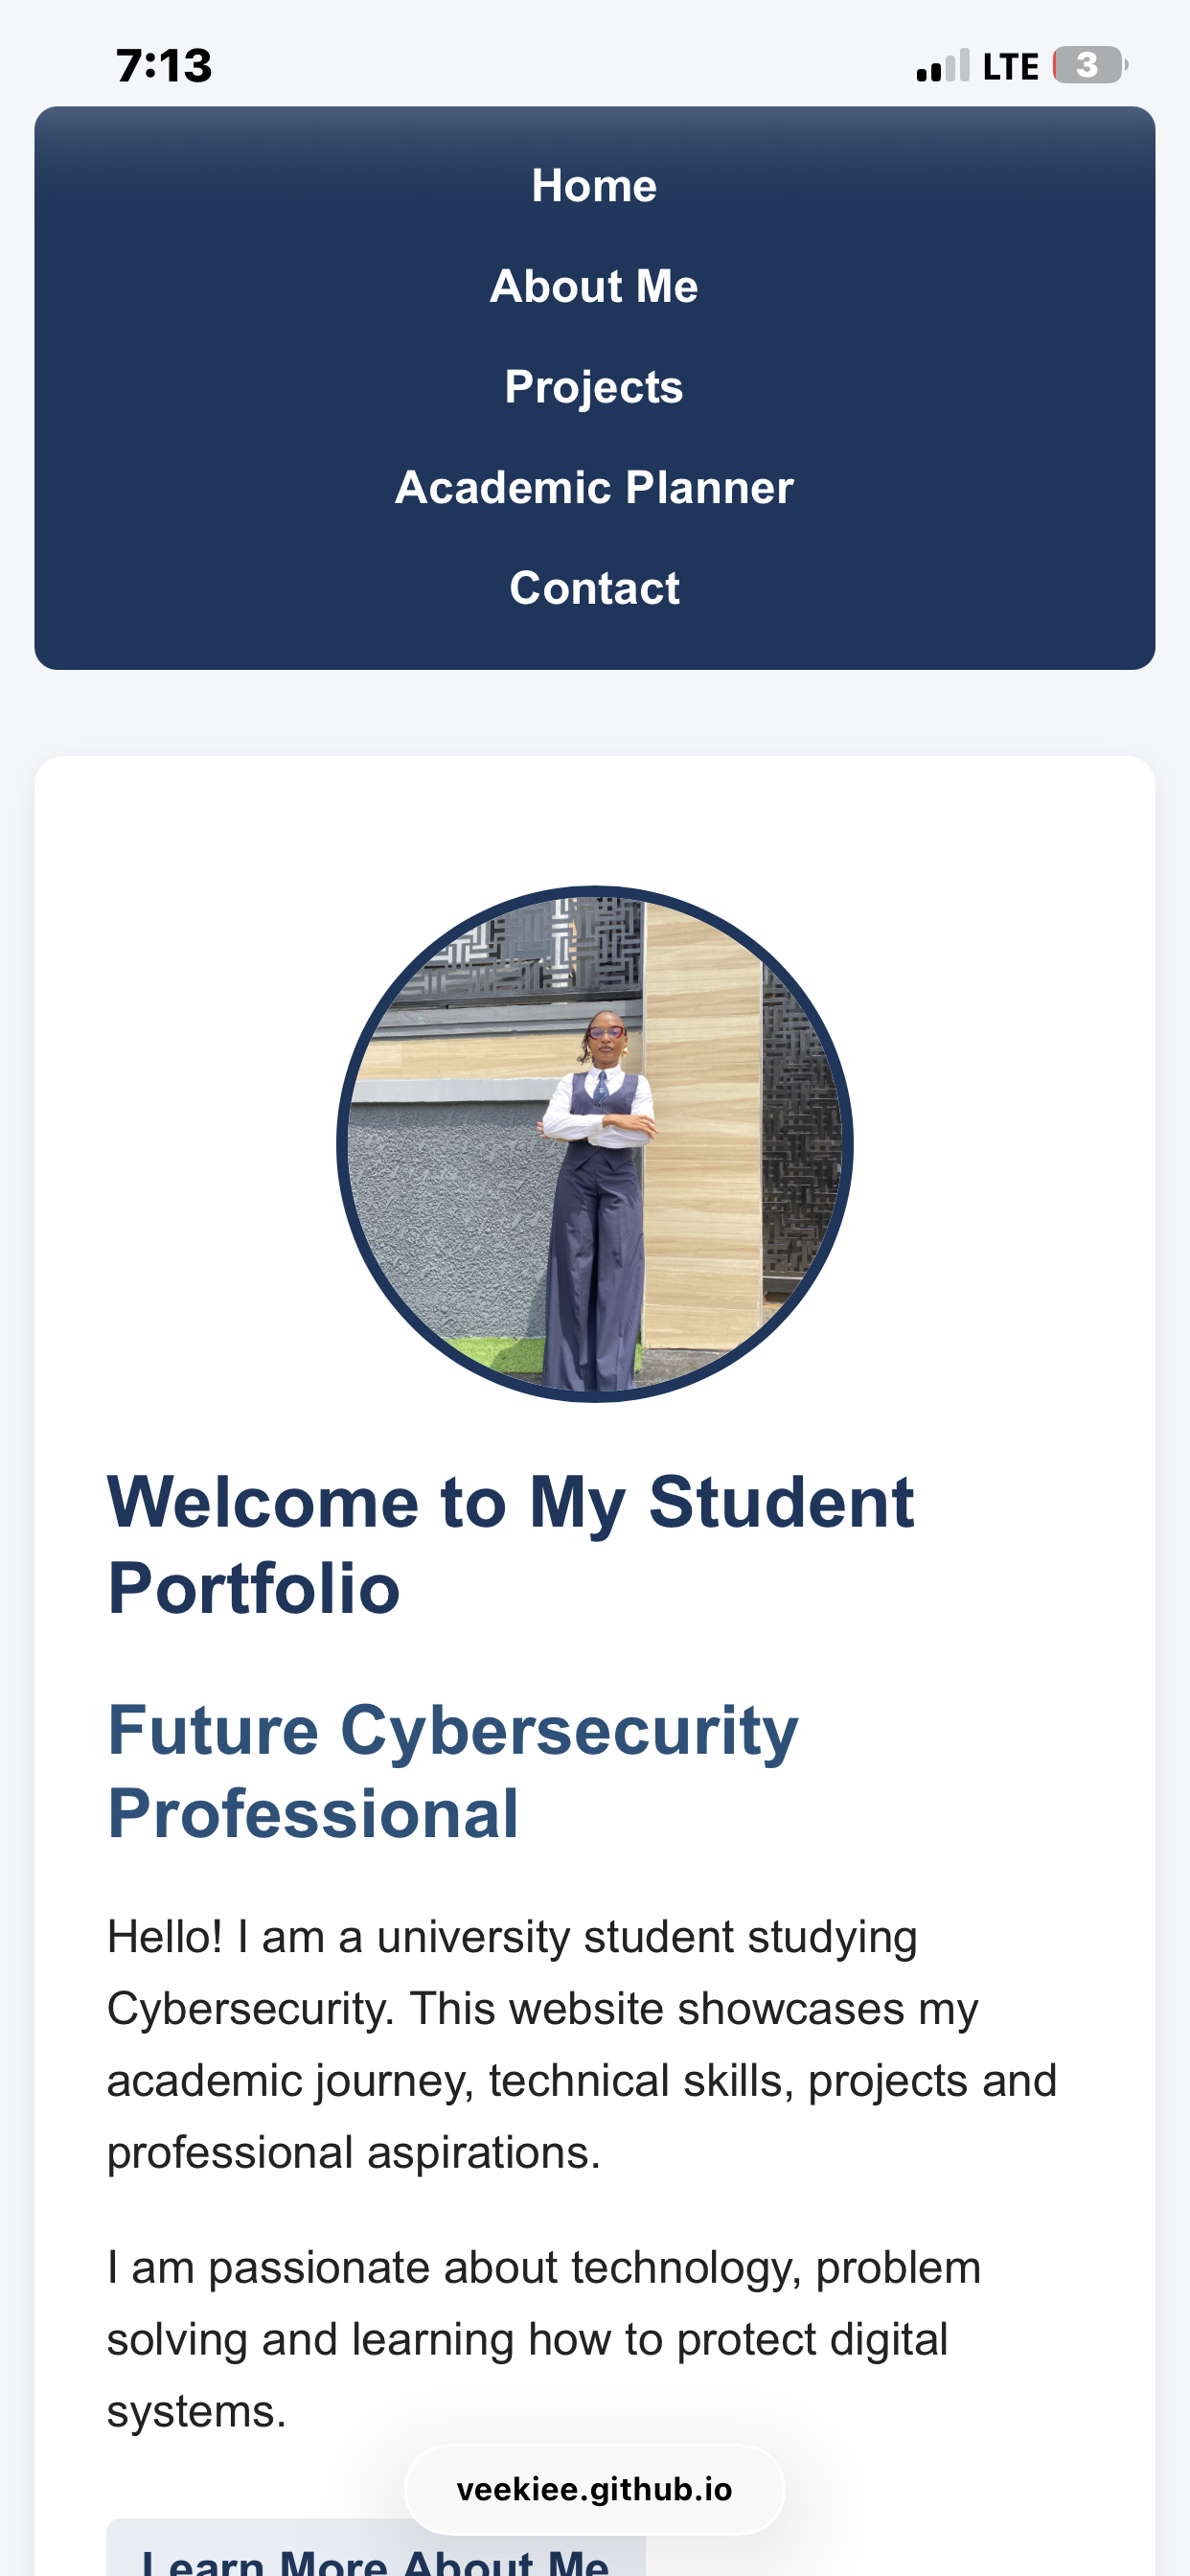 7:13
LTE
3
Home
About Me
Projects
Academic Planner
Contact
Welcome to My Student
Portfolio
Future Cybersecurity
Professional
Hello! I am a university student studying
Cybersecurity. This website showcases my
academic journey, technical skills, projects and
professional aspirations.
I am passionate about technology, problem
solving and learning how to protect digital
systems.
veekiee.github.io
Learn More About Me